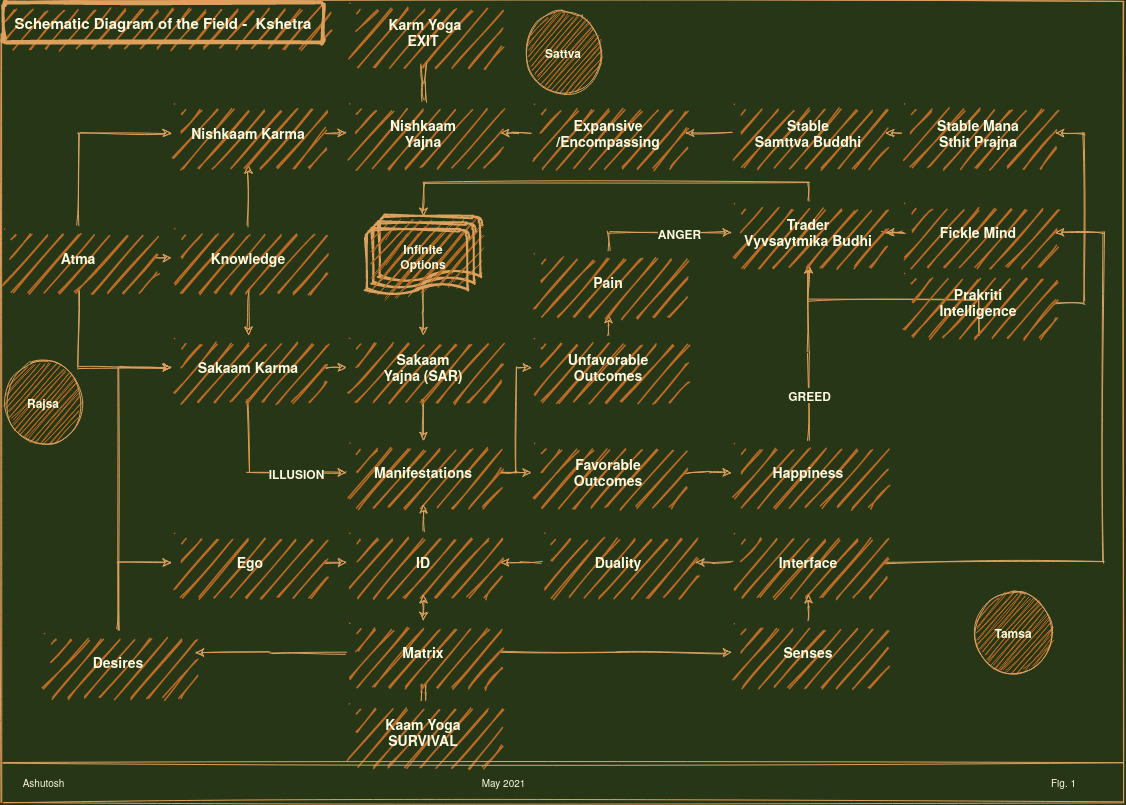 Schematic Diagram of the Field - Kshetra
Karm Yoga
EXIT
Sattva
Nishkaam Karma
Nishkaam
Yajna
Expansive
/Encompassing
Stable
Samttva Buddhi
Stable Mana
Sthit Prajna
Atma
Knowledge
Infinite
Options
ANGER
Pain
Trader
Vyvsaytmika Budhi
Fickle Mind
Prakriti
Intelligence
Rajsa
Sakaam Karma
Sakaam
Yajna (SAR)
Unfavorable
Outcomes
GREED
ILLUSION
Manifestations
Favorable
Outcomes
Happiness
Ego
ID
Duality
Interface
Tamsa
Desires
Matrix
Senses
Kaam Yoga
SURVIVAL
Ashutosh
May 2021
Fig. 1